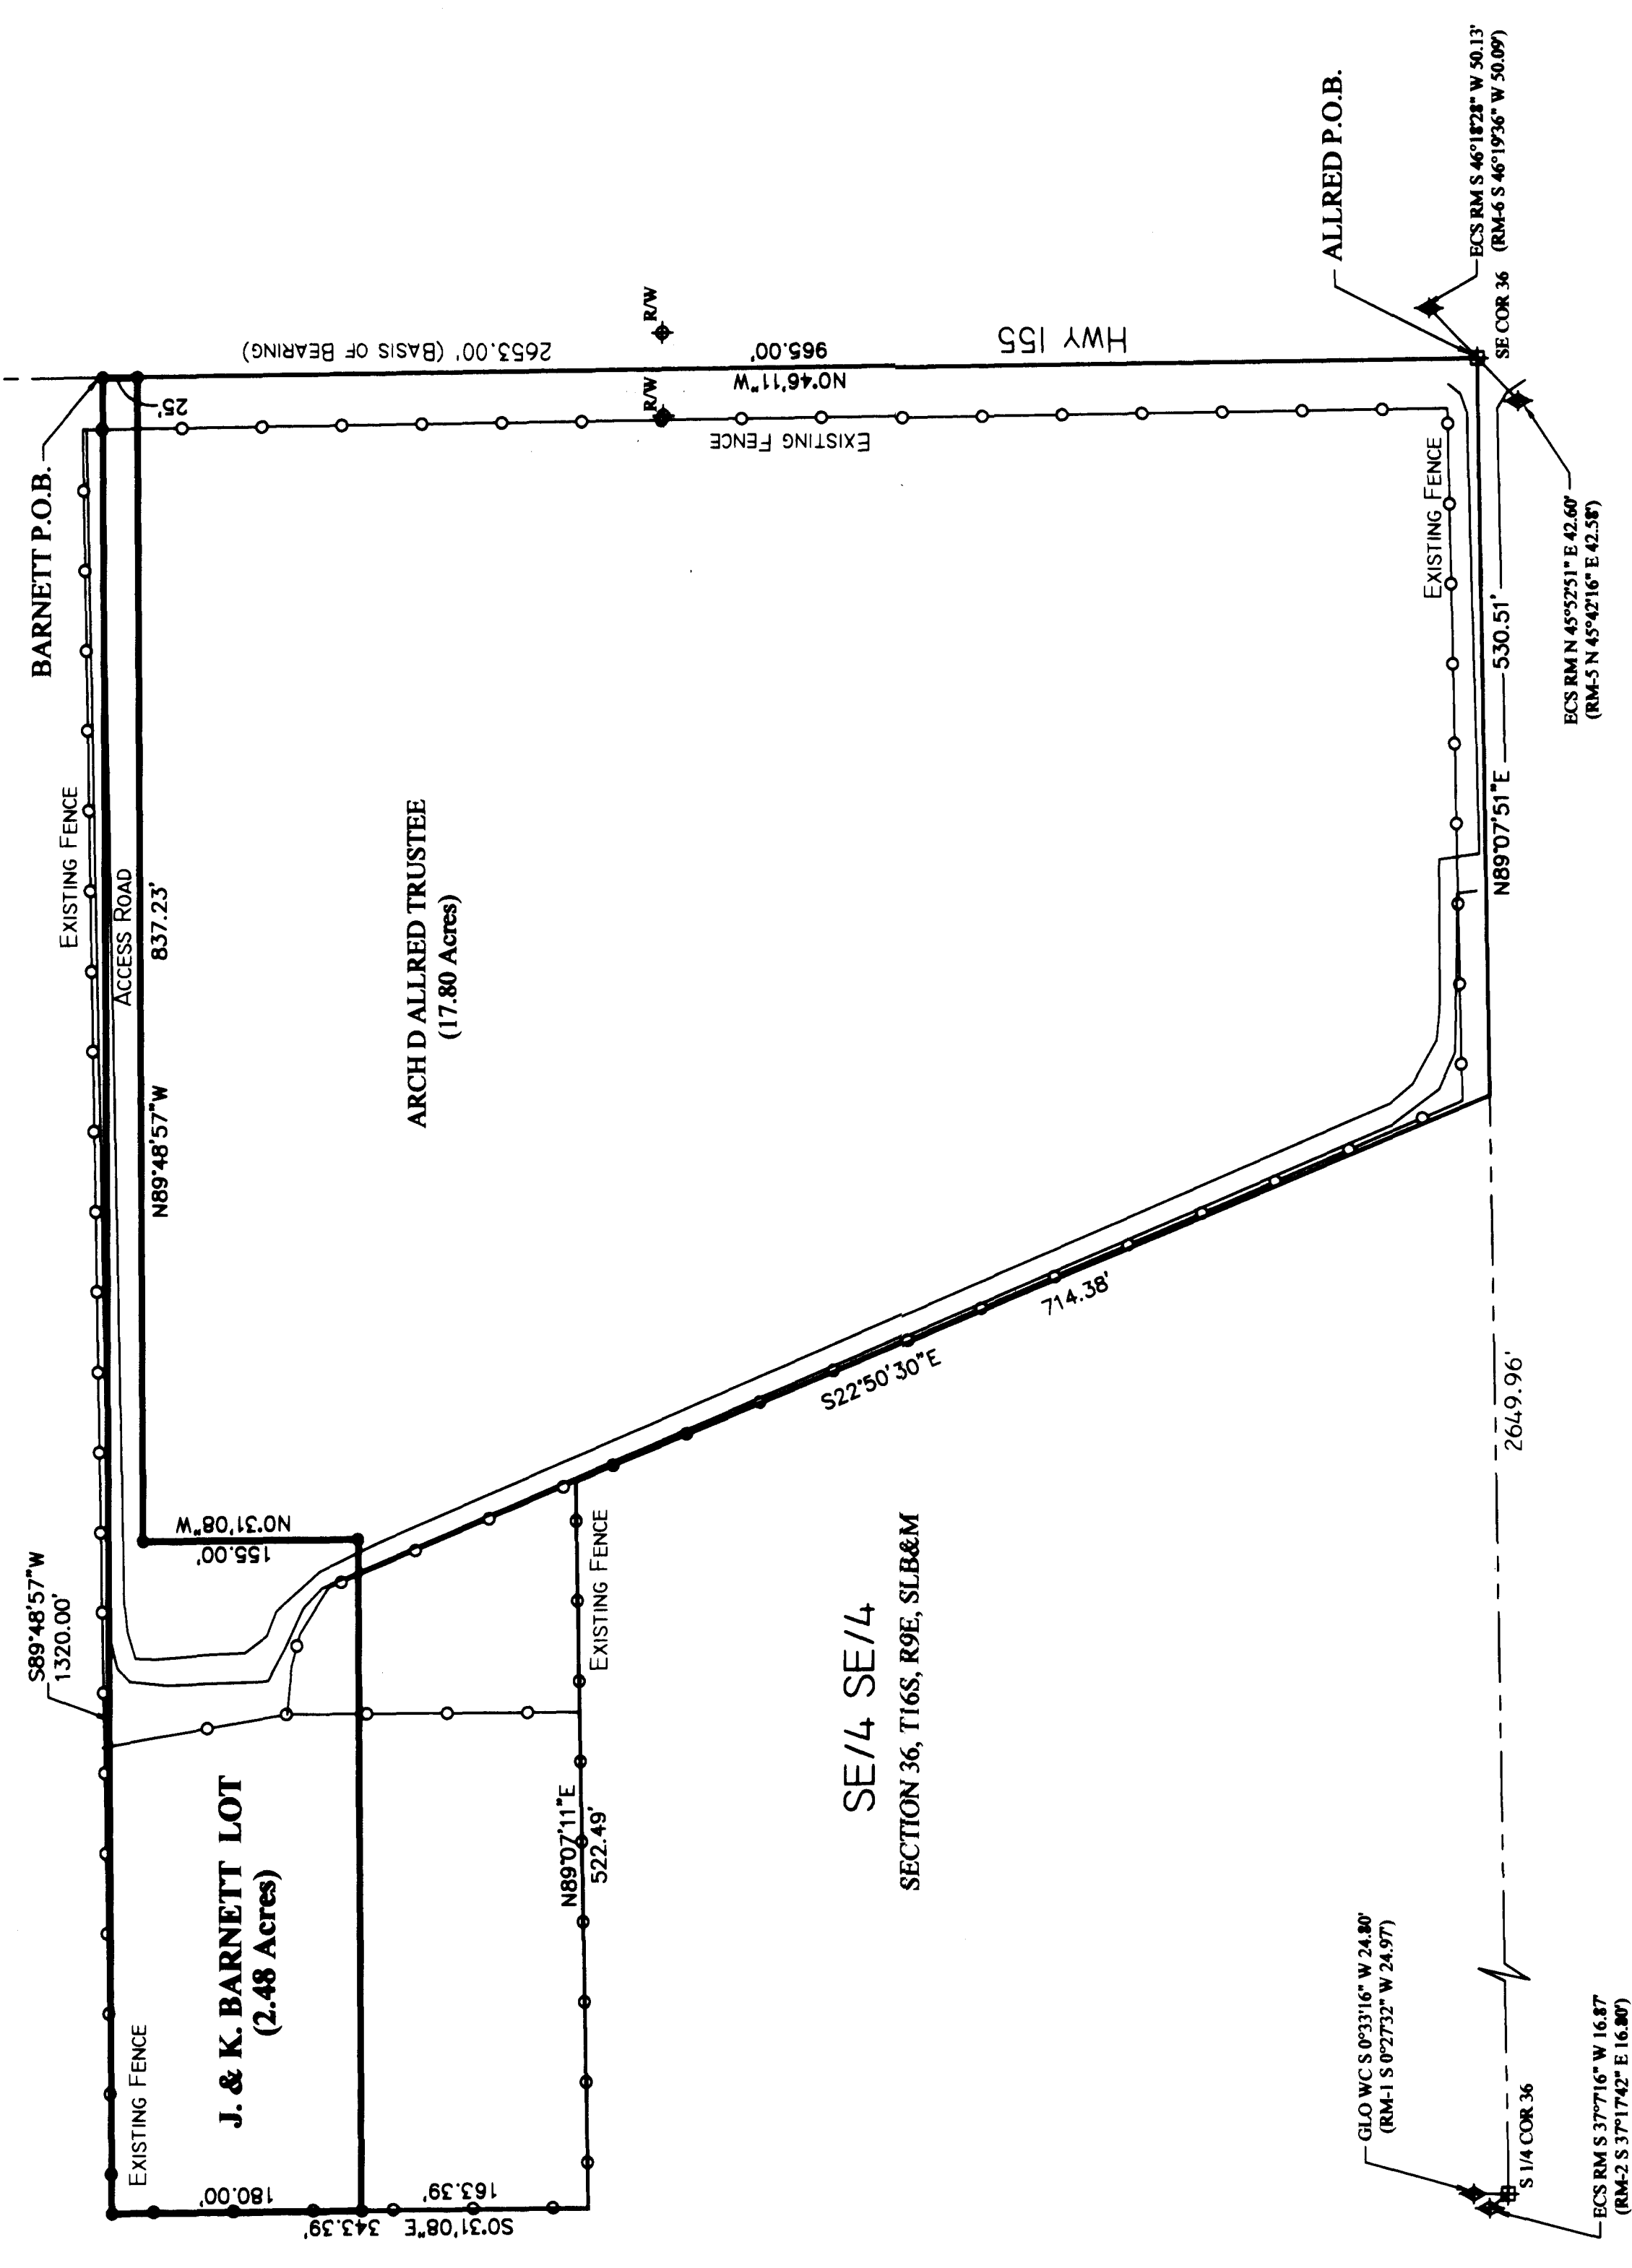 BARNETT P.O.B.
25'
2653.00' (BASIS OF BEARING)
R/W
R/W
965.00'
N0°46'11"W
HWY 155
EXISTING FENCE
ALLRED P.O.B.
ECS RM S 46°18'28" W 50.13'
(RM-6 S 46°19'36" W 50.09')
SE COR 36
EXISTING FENCE
ECS RM N 45°52'51" E 42.60'
(RM-5 N 45°42'16" E 42.58')
EXISTING FENCE
ACCESS ROAD
837.23'
N89°48'57"W
ARCH D ALLRED TRUSTEE
(17.80 Acres)
N89°07'51"E
530.51'
S89°48'57"W
1320.00'
N0°31'08"W
155.00'
S22°50'30"E
714.38'
2649.96'
EXISTING FENCE
J. & K. BARNETT LOT
(2.48 Acres)
N89°07'11"E
522.49'
SE/4 SE/4
SECTION 36, T16S, R9E, SLB&M
EXISTING FENCE
180.00'
163.39'
S0°31'08"E 343.39'
GLO WC S 0°33'16" W 24.80'
(RM-1 S 0°27'32" W 24.97')
S 1/4 COR 36
ECS RM S 37°7'16" W 16.87'
(RM-2 S 37°17'42" E 16.80')